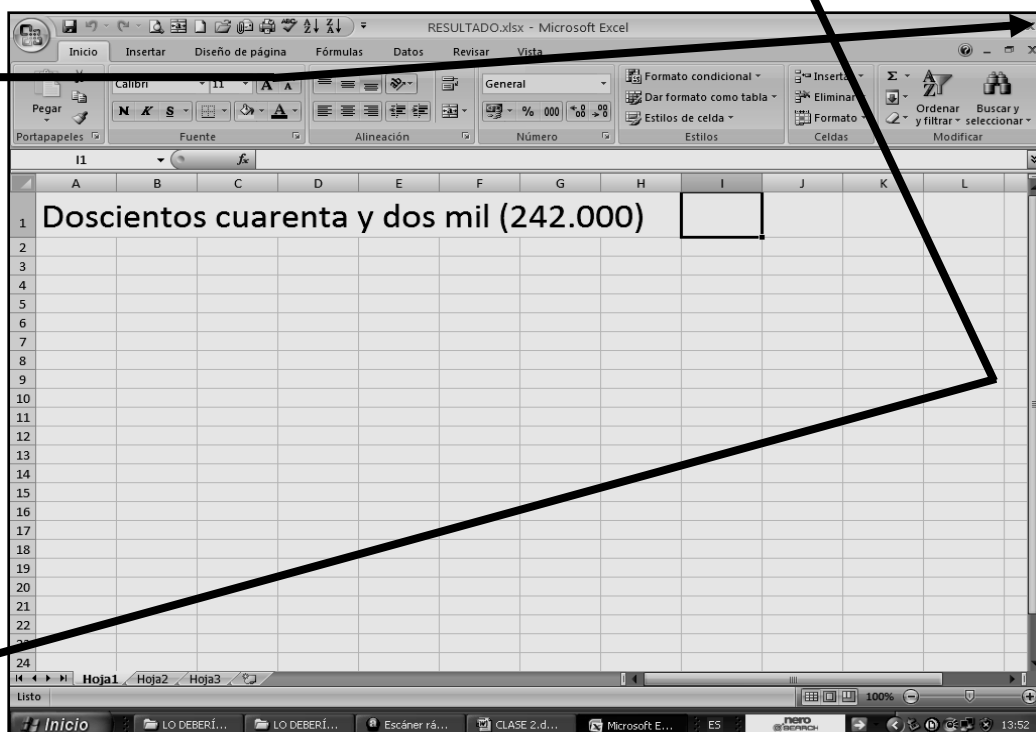 RESULTADO.xlsx - Microsoft Excel
Inicio Insertar Diseño de página Fórmulas Datos Revisar Vista
Calibri 11 A A General Formato condicional Insertar Σ
Pegar Dar formato como tabla Eliminar Ordenar Buscar y
N K S A % 000 Estilos de celda Formato y filtrar seleccionar
Portapapeles Fuente Alineación Número Estilos Celdas Modificar
I1 fx
A B C D E F G H I J K L
1 Doscientos cuarenta y dos mil (242.000)
2
3
4
5
6
7
8
9
10
11
12
13
14
15
16
17
18
19
20
21
22
24
Hoja1 Hoja2 Hoja3
Listo 100%
Inicio LO DEBERÍ... LO DEBERÍ... Escáner rá... CLASE 2.d... Microsoft E... ES nero SEARCH 13:52